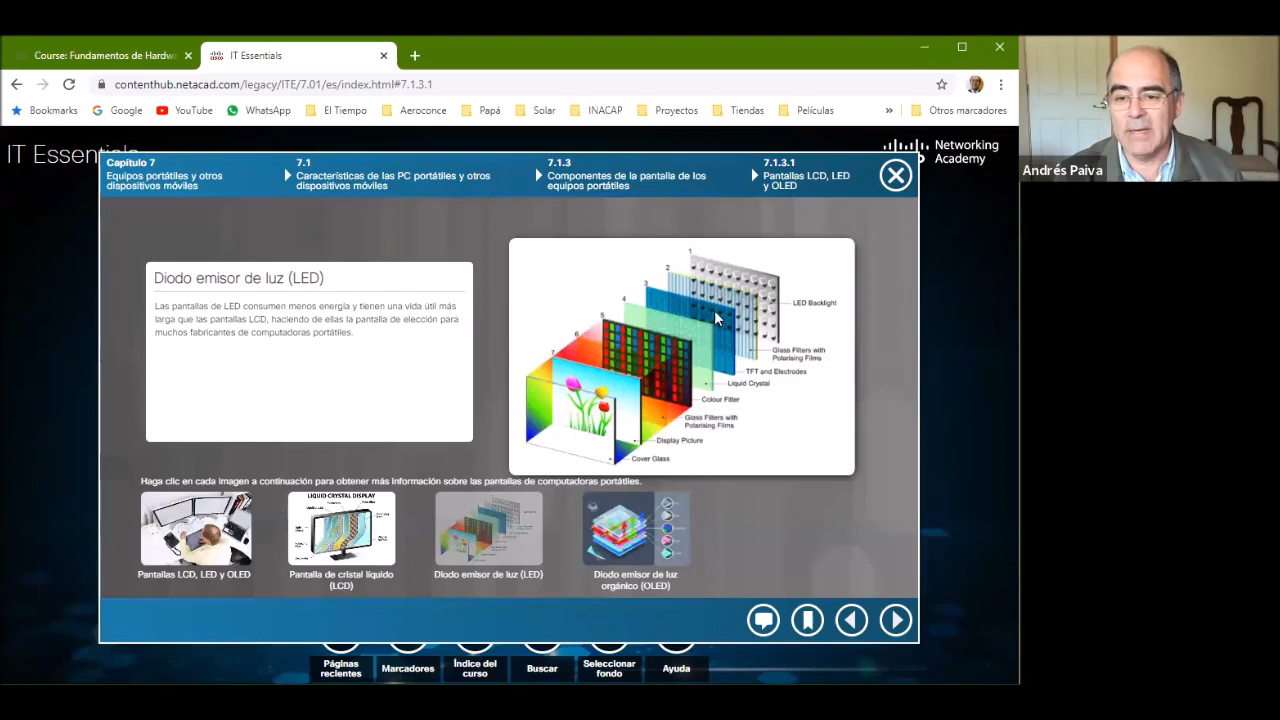 Course: Fundamentos de Hardwa
IT Essentials
contenthub.netacad.com/legacy/ITE/7.01/es/index.html#7.1.3.1
Bookmarks
Google
YouTube
WhatsApp
El Tiempo
Aeroconce
Papá
Solar
INACAP
Proyectos
Tiendas
Películas
»
Otros marcadores
IT Essentials
cisco
Networking
Academy
Andrés Paiva
Capítulo 7
Equipos portátiles y otros
dispositivos móviles
7.1
Características de las PC portátiles y otros
dispositivos móviles
7.1.3
Componentes de la pantalla de los
equipos portátiles
7.1.3.1
Pantallas LCD, LED
y OLED
Diodo emisor de luz (LED)
Las pantallas de LED consumen menos energía y tienen una vida útil más
larga que las pantallas LCD, haciendo de ellas la pantalla de elección para
muchos fabricantes de computadoras portátiles.
1
2
3
4
5
6
7
LED Backlight
Glass Filters with
Polarising Films
TFT and Electrodes
Liquid Crystal
Colour Filter
Glass Filters with
Polarising Films
Display Picture
Cover Glass
Haga clic en cada imagen a continuación para obtener más información sobre las pantallas de computadoras portátiles.
LIQUID CRYSTAL DISPLAY
Pantallas LCD, LED y OLED
Pantalla de cristal líquido
(LCD)
Diodo emisor de luz (LED)
Diodo emisor de luz
orgánico (OLED)
Páginas
recientes
Marcadores
Índice del
curso
Buscar
Seleccionar
fondo
Ayuda